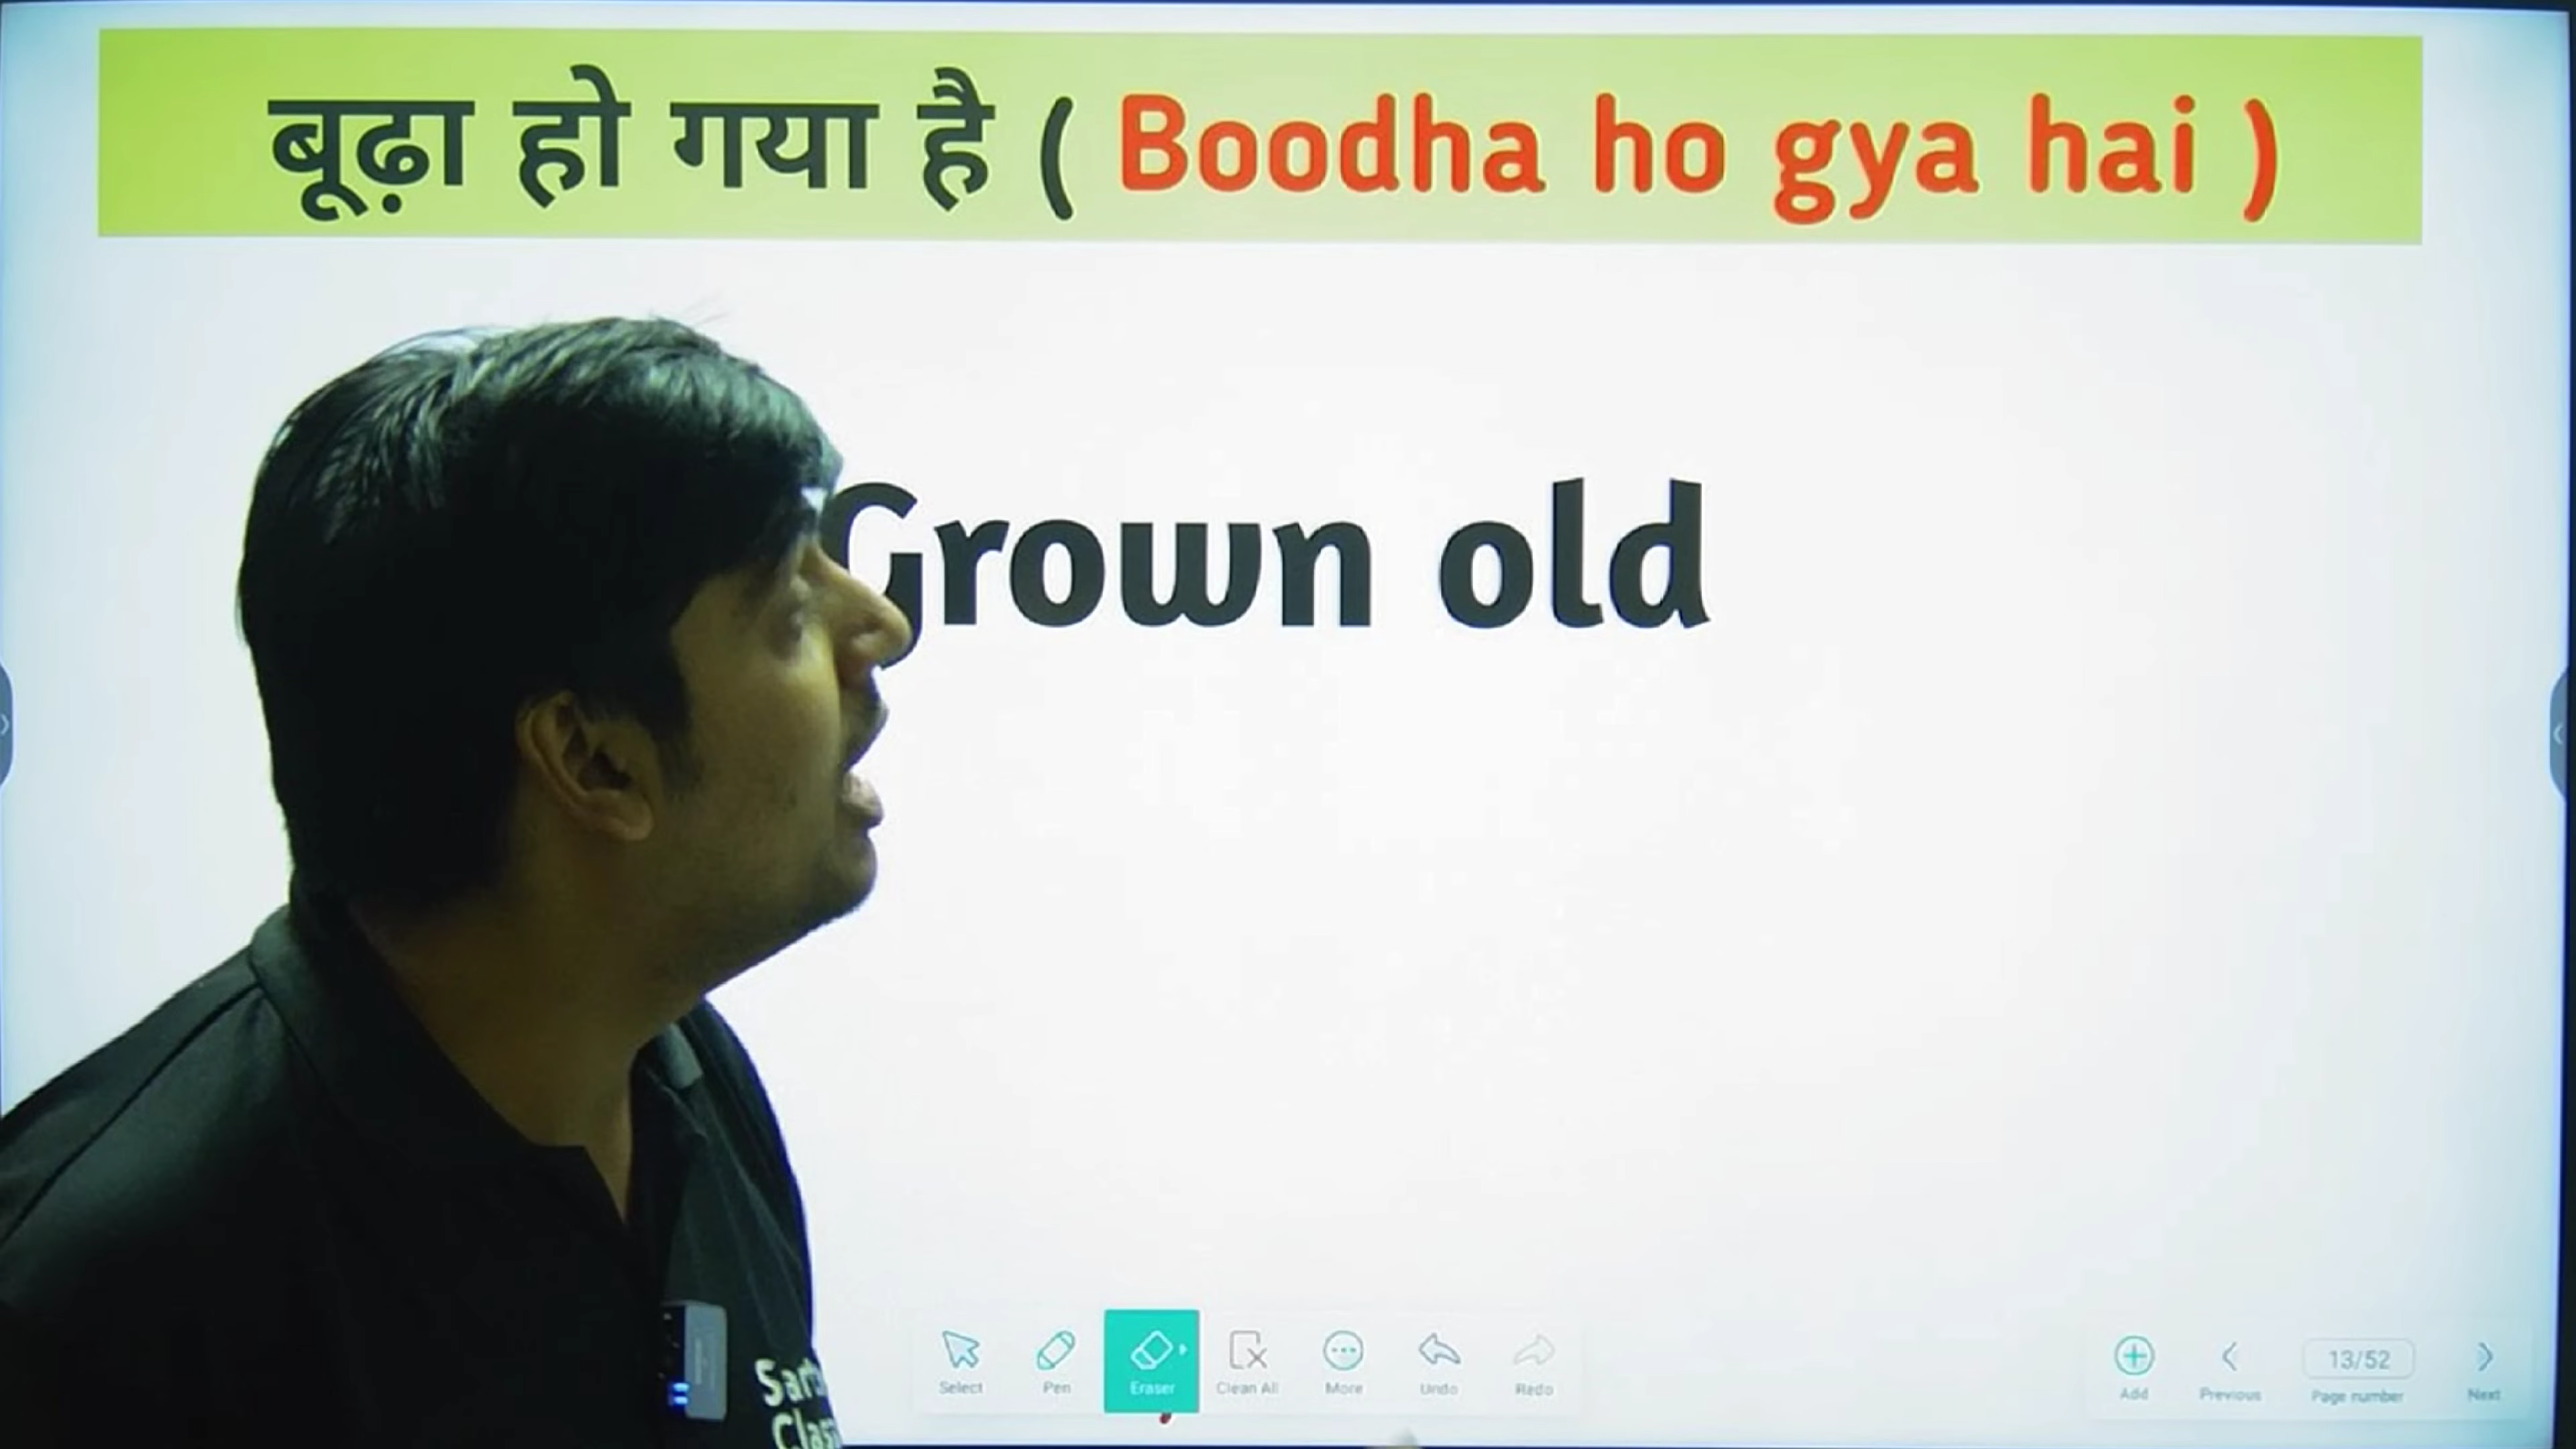 बूढ़ा हो गया है ( Boodha ho gya hai )
Grown old
Select Pen Eraser Clean All More Undo Redo
Add Previous 13/52 Page number Next